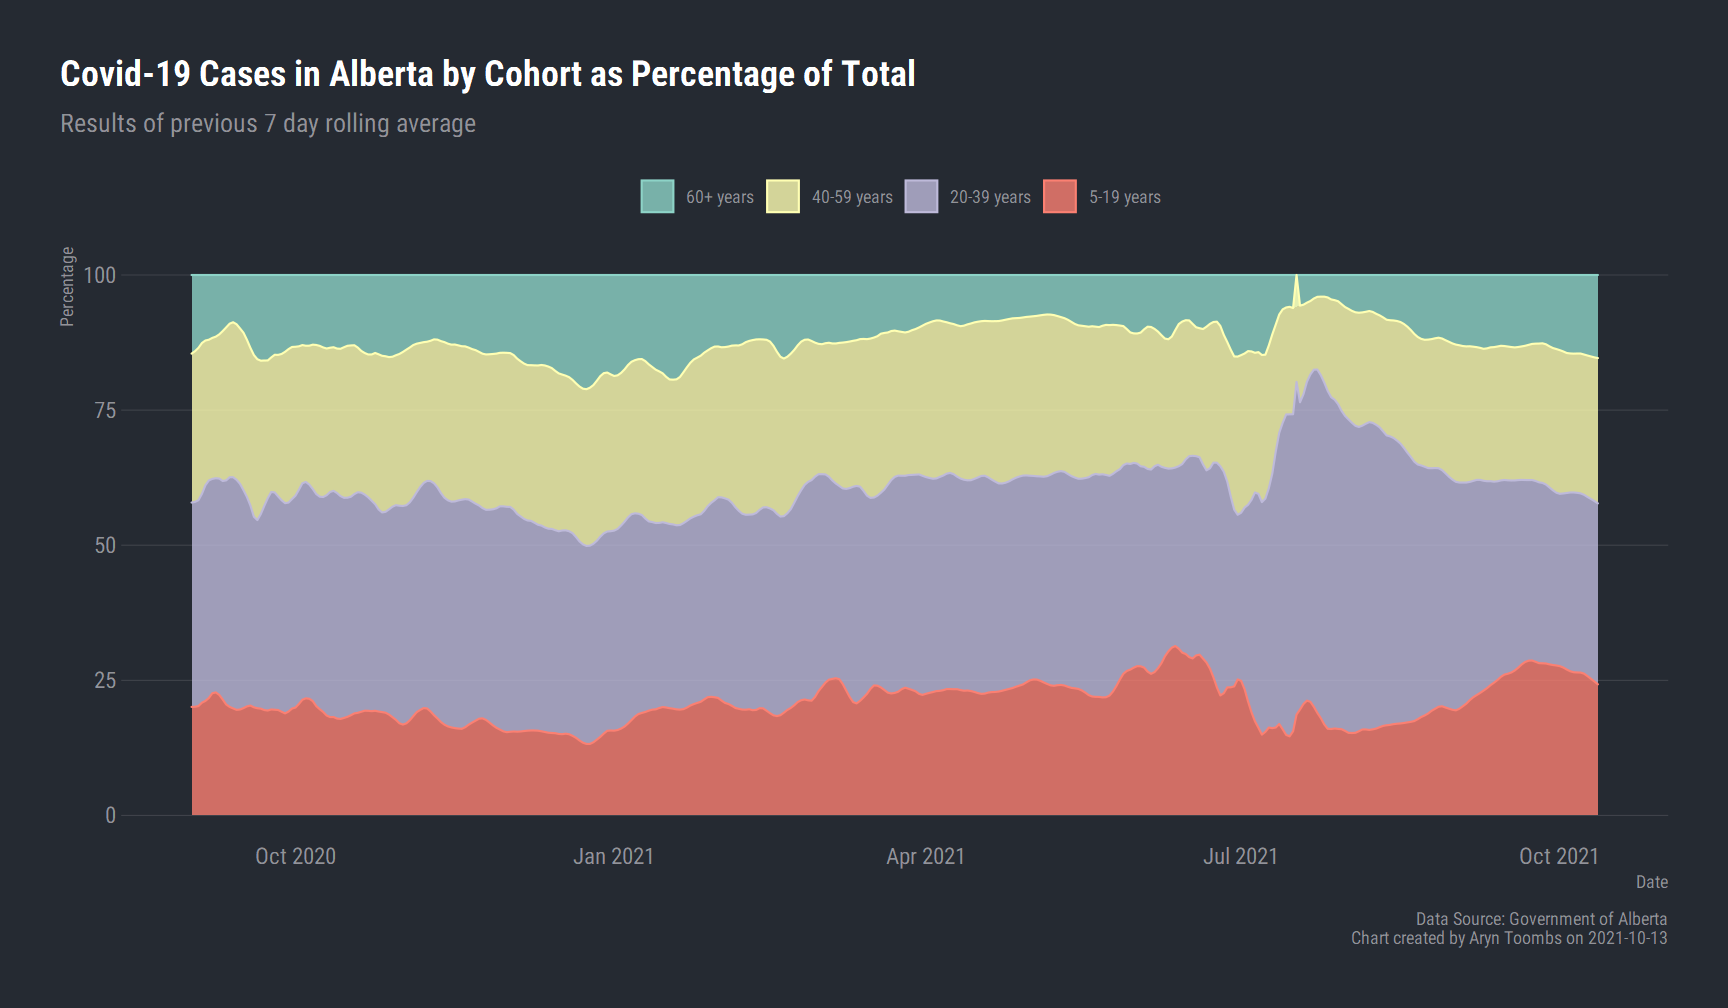 Covid-19 Cases in Alberta by Cohort as Percentage of Total
Results of previous 7 day rolling average
60+ years
40-59 years
20-39 years
5-19 years
Percentage
100
75
50
25
0
Oct 2020
Jan 2021
Apr 2021
Jul 2021
Oct 2021
Date
Data Source: Government of Alberta
Chart created by Aryn Toombs on 2021-10-13